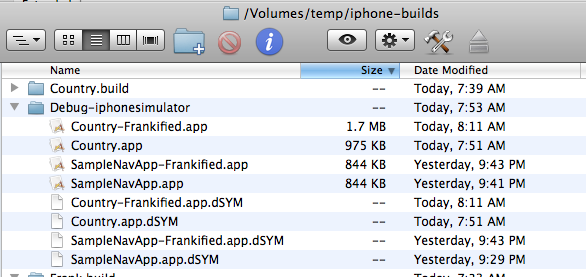 /Volumes/temp/iphone-builds
Name Size Date Modified
Country.build -- Today, 7:39 AM
Debug-iphonesimulator -- Today, 7:53 AM
Country-Frankified.app 1.7 MB Today, 8:11 AM
Country.app 975 KB Today, 7:51 AM
SampleNavApp-Frankified.app 844 KB Yesterday, 9:43 PM
SampleNavApp.app 844 KB Yesterday, 9:41 PM
Country-Frankified.app.dSYM -- Today, 8:11 AM
Country.app.dSYM -- Today, 7:51 AM
SampleNavApp-Frankified.app.dSYM -- Yesterday, 9:43 PM
SampleNavApp.app.dSYM -- Yesterday, 9:29 PM
Frank.build -- Today, 7:33 AM